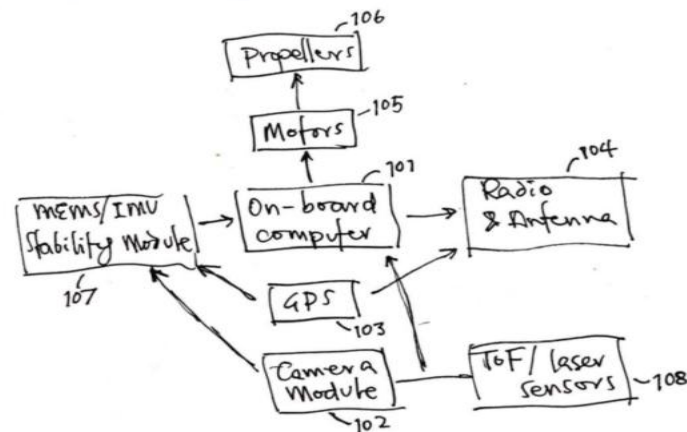 106
Propellers
105
Motors
101
104
MEMS/IMU
Stability Module
On-board
computer
Radio
& Antenna
107
GPS
103
Camera
Module
ToF/laser
sensors
108
102